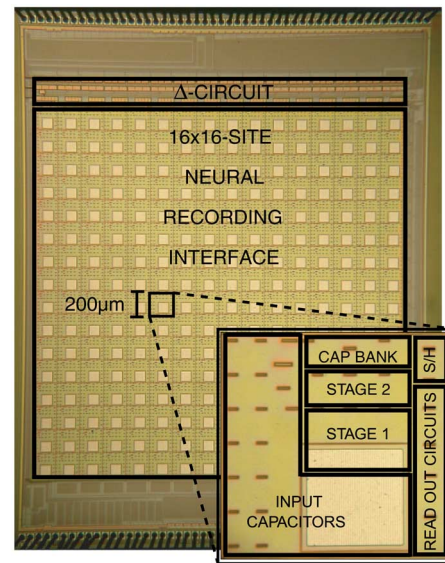 Δ-CIRCUIT
16x16-SITE
NEURAL
RECORDING
INTERFACE
200μm
CAP BANK
S/H
STAGE 2
STAGE 1
READ OUT CIRCUITS
INPUT
CAPACITORS